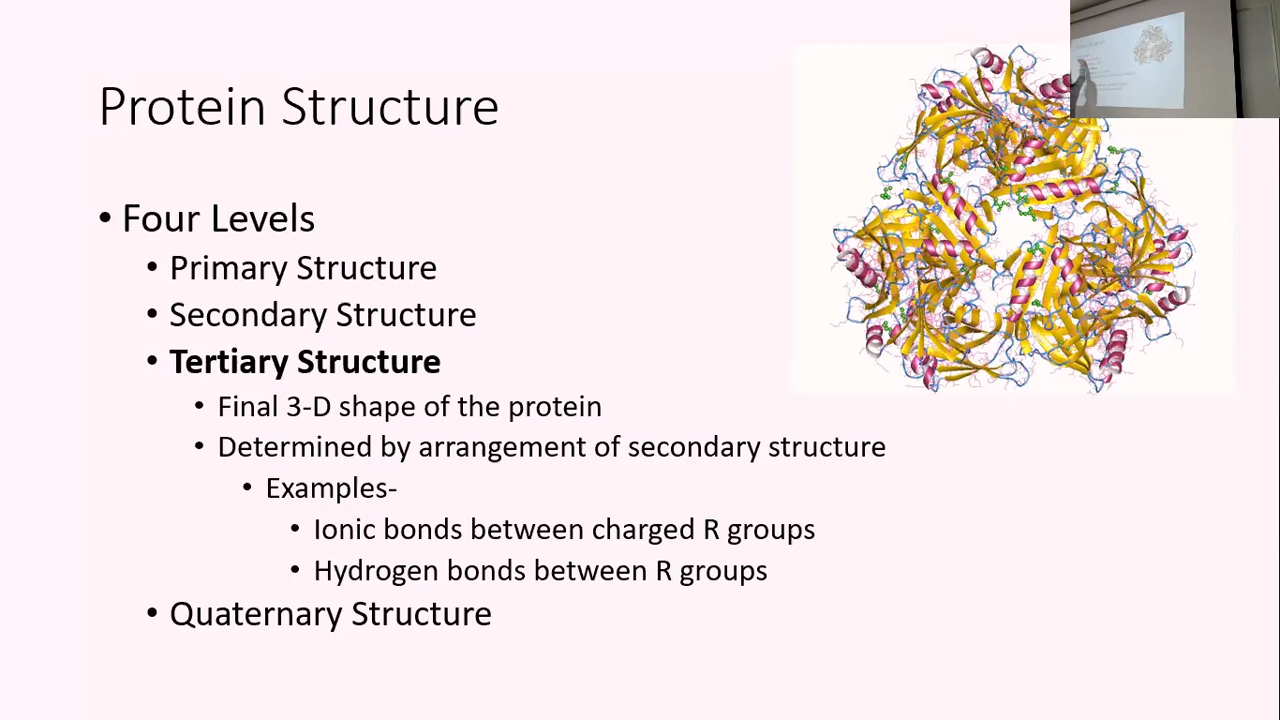 Protein Structure
• Four Levels
• Primary Structure
• Secondary Structure
• Tertiary Structure
• Final 3-D shape of the protein
• Determined by arrangement of secondary structure
• Examples-
• Ionic bonds between charged R groups
• Hydrogen bonds between R groups
• Quaternary Structure